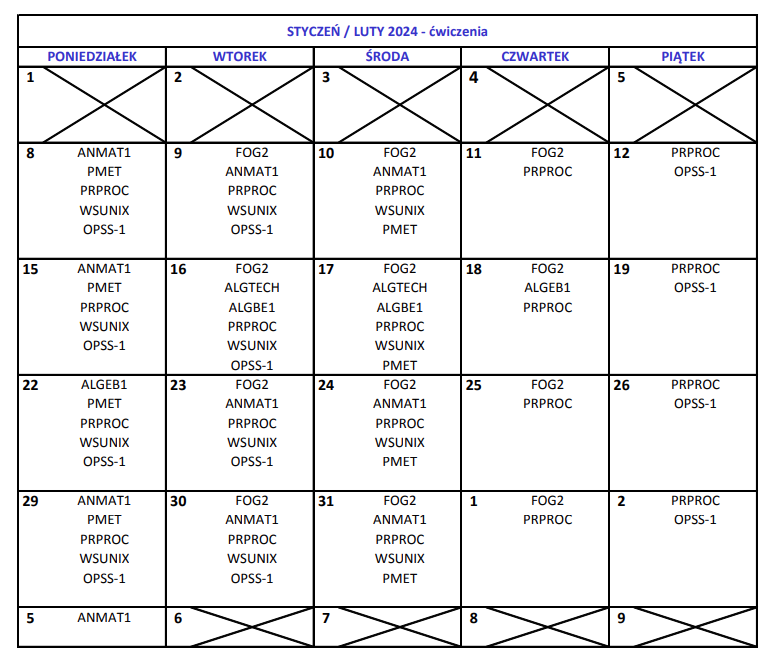 STYCZEŃ / LUTY 2024 - ćwiczenia
PONIEDZIAŁEK WTOREK ŚRODA CZWARTEK PIĄTEK
1 2 3 4 5
8 ANMAT1 9 FOG2 10 FOG2 11 FOG2 12 PRPROC
PMET ANMAT1 ANMAT1 PRPROC OPSS-1
PRPROC PRPROC PRPROC
WSUNIX WSUNIX WSUNIX
OPSS-1 OPSS-1 PMET
15 ANMAT1 16 FOG2 17 FOG2 18 FOG2 19 PRPROC
PMET ALGTECH ALGTECH ALGEB1 OPSS-1
PRPROC ALGBE1 ALGBE1 PRPROC
WSUNIX PRPROC PRPROC
OPSS-1 WSUNIX WSUNIX
OPSS-1 PMET
22 ALGEB1 23 FOG2 24 FOG2 25 FOG2 26 PRPROC
PMET ANMAT1 ANMAT1 PRPROC OPSS-1
PRPROC PRPROC PRPROC
WSUNIX WSUNIX WSUNIX
OPSS-1 OPSS-1 PMET
29 ANMAT1 30 FOG2 31 FOG2 1 FOG2 2 PRPROC
PMET ANMAT1 ANMAT1 PRPROC OPSS-1
PRPROC PRPROC PRPROC
WSUNIX WSUNIX WSUNIX
OPSS-1 OPSS-1 PMET
5 ANMAT1 6 7 8 9